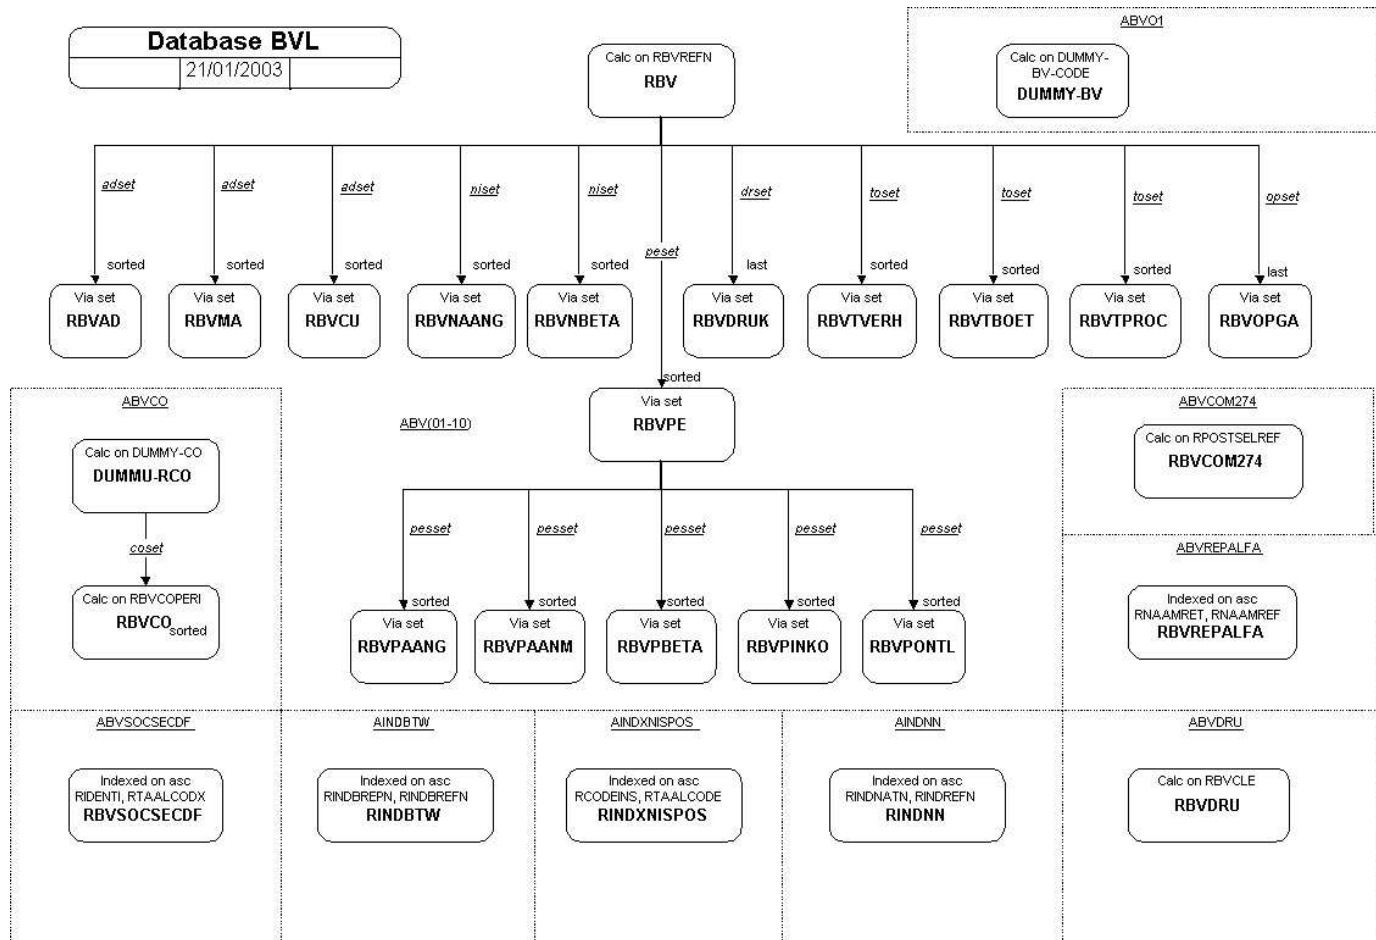 Database BVL
21/01/2003
Calc on RBVREFN
RBV
ABVO1
Calc on DUMMY-
BV-CODE
DUMMY-BV
adset
adset
adset
niset
niset
peset
drset
toset
toset
toset
opset
sorted
sorted
sorted
sorted
sorted
last
sorted
sorted
sorted
last
Via set
RBVAD
Via set
RBVMA
Via set
RBVCU
Via set
RBVNAANG
Via set
RBVNBETA
Via set
RBVDRUK
Via set
RBVTVERH
Via set
RBVTBOET
Via set
RBVTPROC
Via set
RBVOPGA
sorted
Via set
RBVPE
ABV(01-10)
ABVCO
Calc on DUMMY-CO
DUMMU-RCO
coset
Calc on RBVCOPERI
RBVCO
sorted
pesset
pesset
pesset
pesset
pesset
sorted
sorted
sorted
sorted
sorted
Via set
RBVPAANG
Via set
RBVPAANM
Via set
RBVPBETA
Via set
RBVPINKO
Via set
RBVPONTL
ABVCOM274
Calc on RPOSTSELREF
RBVCOM274
ABVREPALFA
Indexed on asc
RNAAMRET, RNAAMREF
RBVREPALFA
ABVSOCSECDF
Indexed on asc
RIDENTI, RTAALCODX
RBVSOCSECDF
AINDBTW
Indexed on asc
RINDBREPN, RINDBREFN
RINDBTW
AINDXNISPOS
Indexed on asc
RCODEINS, RTAALCODE
RINDXNISPOS
AINDNN
Indexed on asc
RINDNATN, RINDREFN
RINDNN
ABVDRU
Calc on RBVCLE
RBVDRU